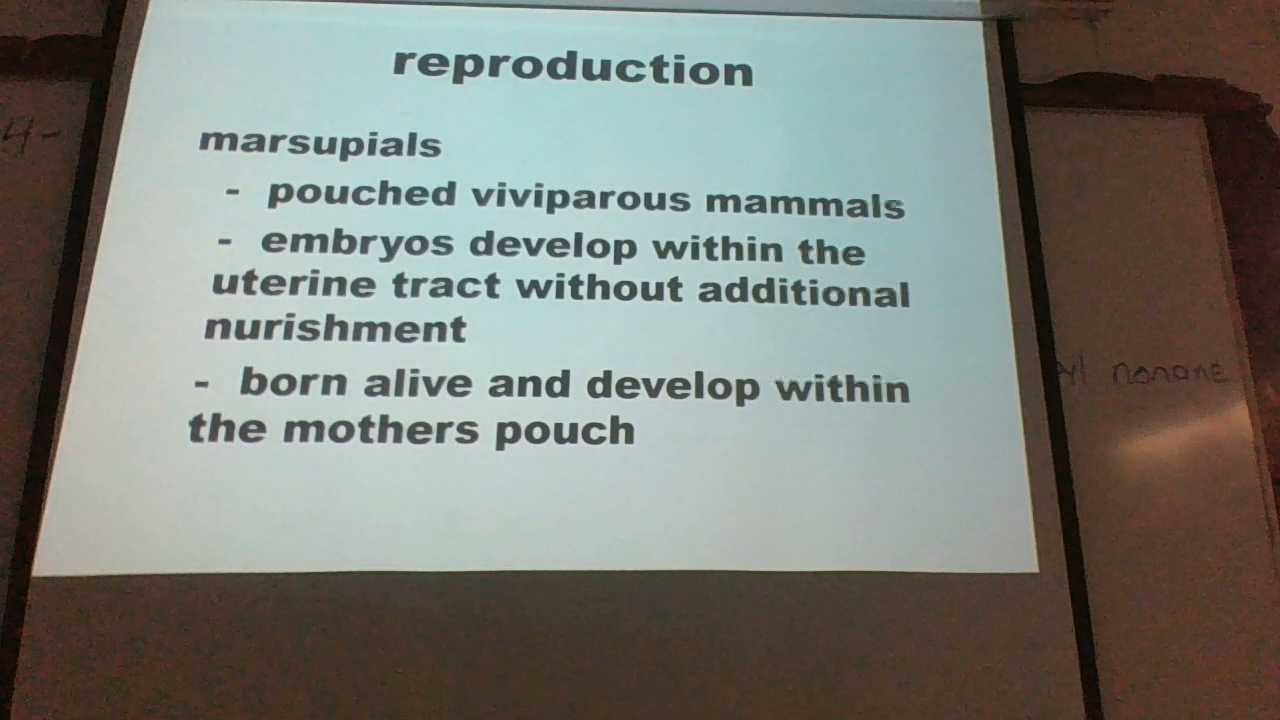 reproduction
marsupials
- pouched viviparous mammals
- embryos develop within the
uterine tract without additional
nurishment
- born alive and develop within
the mothers pouch
nonane